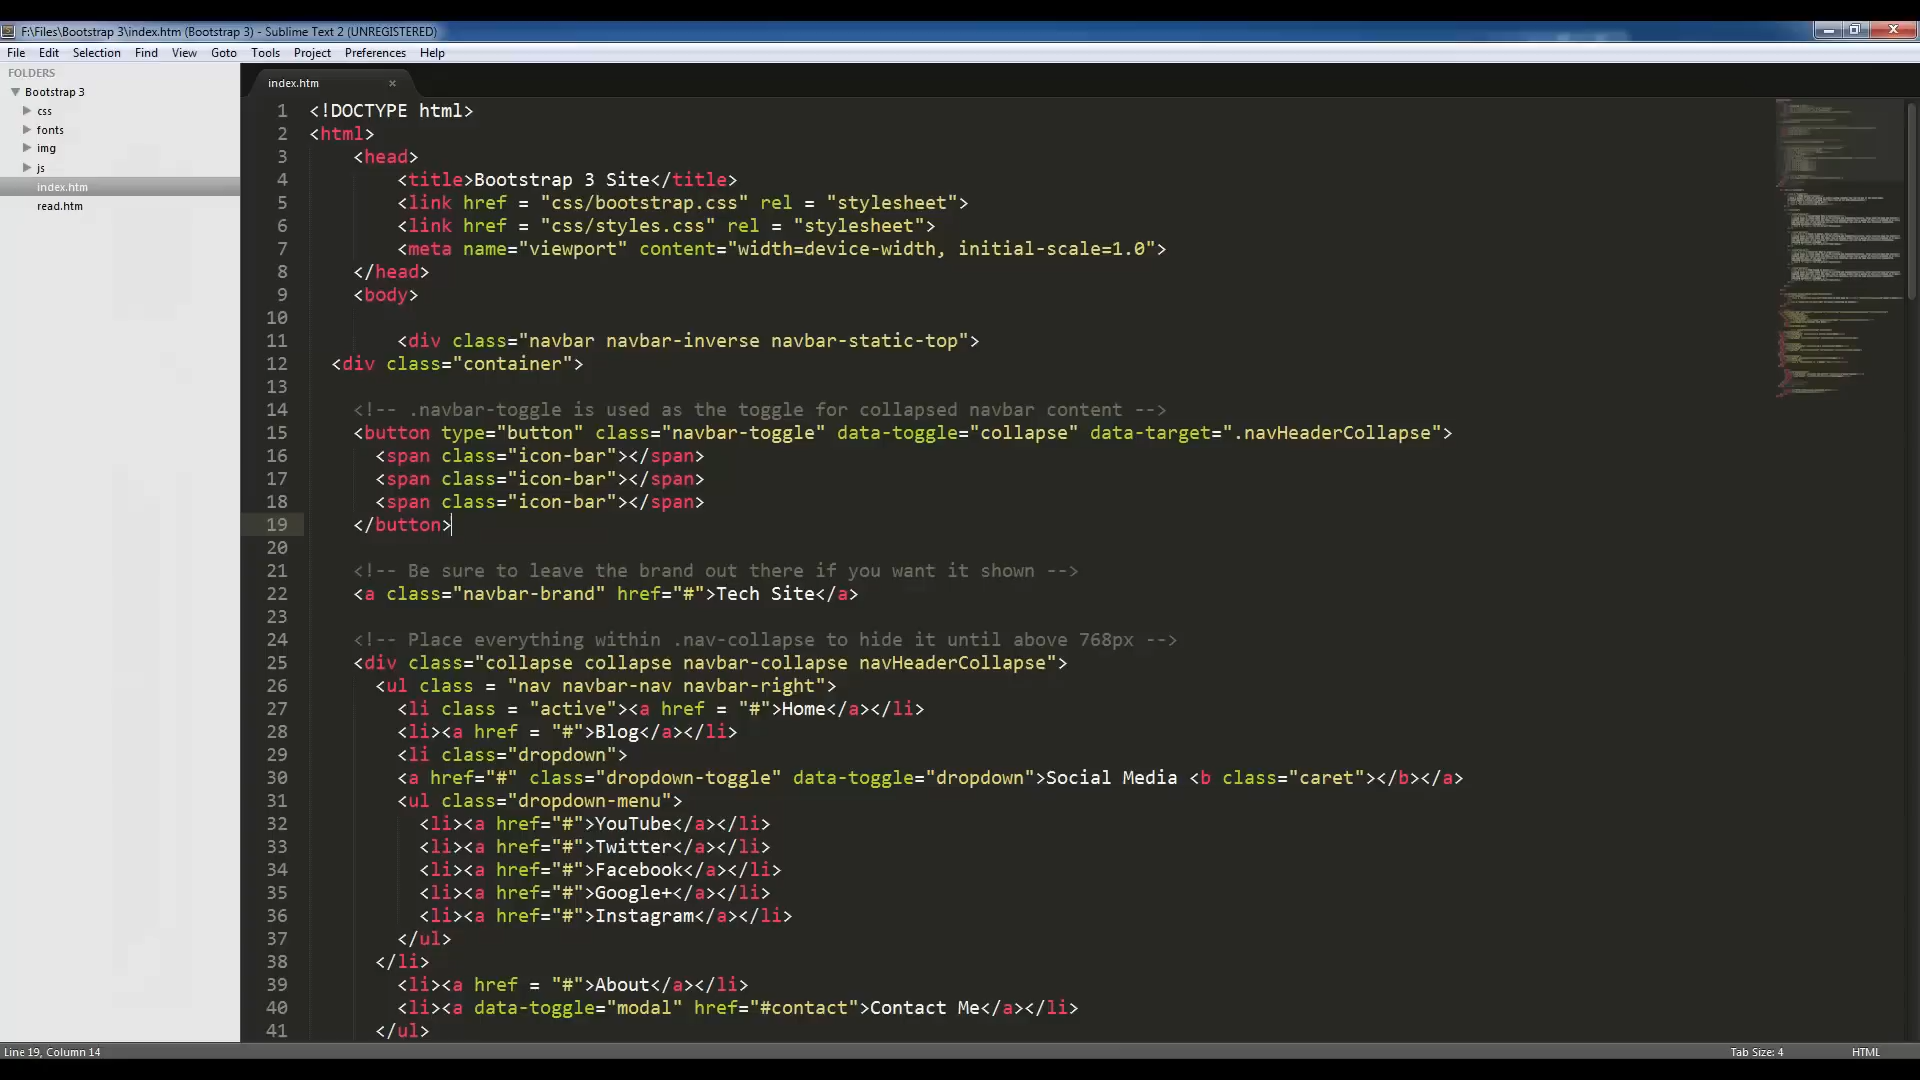 F:\Files\Bootstrap 3\index.htm (Bootstrap 3) - Sublime Text 2 (UNREGISTERED)
File Edit Selection Find View Goto Tools Project Preferences Help
FOLDERS
Bootstrap 3
css
fonts
img
js
index.htm
read.htm
index.htm
1 <!DOCTYPE html>
2 <html>
3 <head>
4 <title>Bootstrap 3 Site</title>
5 <link href = "css/bootstrap.css" rel = "stylesheet">
6 <link href = "css/styles.css" rel = "stylesheet">
7 <meta name="viewport" content="width=device-width, initial-scale=1.0">
8 </head>
9 <body>
10
11 <div class="navbar navbar-inverse navbar-static-top">
12 <div class="container">
13
14 <!-- .navbar-toggle is used as the toggle for collapsed navbar content -->
15 <button type="button" class="navbar-toggle" data-toggle="collapse" data-target=".navHeaderCollapse">
16 <span class="icon-bar"></span>
17 <span class="icon-bar"></span>
18 <span class="icon-bar"></span>
19 </button>
20
21 <!-- Be sure to leave the brand out there if you want it shown -->
22 <a class="navbar-brand" href="#">Tech Site</a>
23
24 <!-- Place everything within .nav-collapse to hide it until above 768px -->
25 <div class="collapse collapse navbar-collapse navHeaderCollapse">
26 <ul class = "nav navbar-nav navbar-right">
27 <li class = "active"><a href = "#">Home</a></li>
28 <li><a href = "#">Blog</a></li>
29 <li class="dropdown">
30 <a href="#" class="dropdown-toggle" data-toggle="dropdown">Social Media <b class="caret"></b></a>
31 <ul class="dropdown-menu">
32 <li><a href="#">YouTube</a></li>
33 <li><a href="#">Twitter</a></li>
34 <li><a href="#">Facebook</a></li>
35 <li><a href="#">Google+</a></li>
36 <li><a href="#">Instagram</a></li>
37 </ul>
38 </li>
39 <li><a href = "#">About</a></li>
40 <li><a data-toggle="modal" href="#contact">Contact Me</a></li>
41 </ul>
Line 19, Column 14
Tab Size: 4
HTML